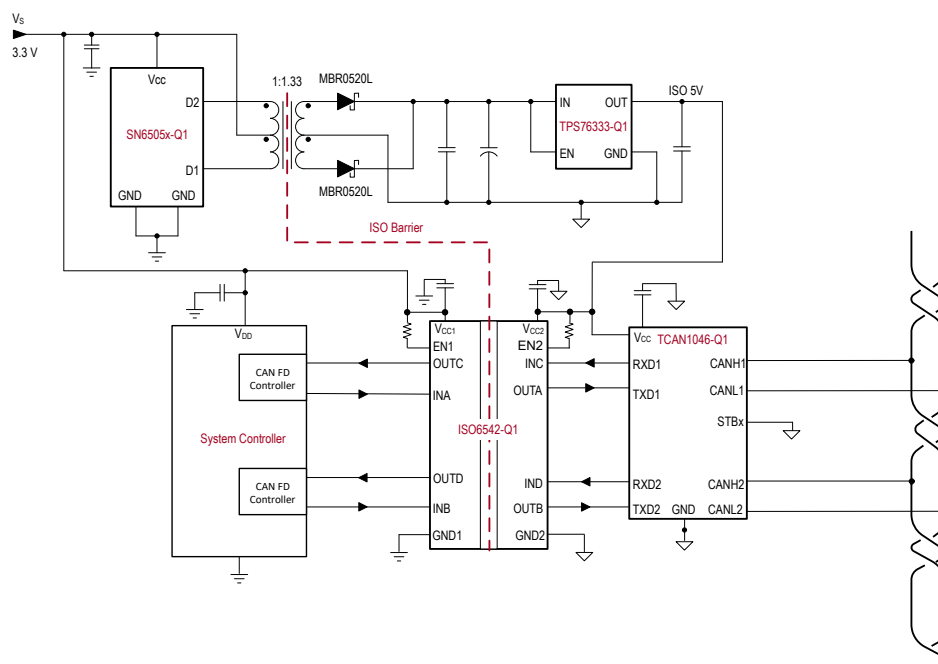 VS
3.3 V
Vcc
SN6505x-Q1
D2
D1
GND
GND
1:1.33
MBR0520L
MBR0520L
IN
OUT
TPS76333-Q1
EN
GND
ISO 5V
ISO Barrier
VDD
CAN FD
Controller
System Controller
CAN FD
Controller
VCC1
EN1
OUTC
INA
OUTD
INB
GND1
ISO6542-Q1
VCC2
EN2
INC
OUTA
IND
OUTB
GND2
Vcc
TCAN1046-Q1
RXD1
TXD1
RXD2
TXD2
GND
CANH1
CANL1
STBx
CANH2
CANL2